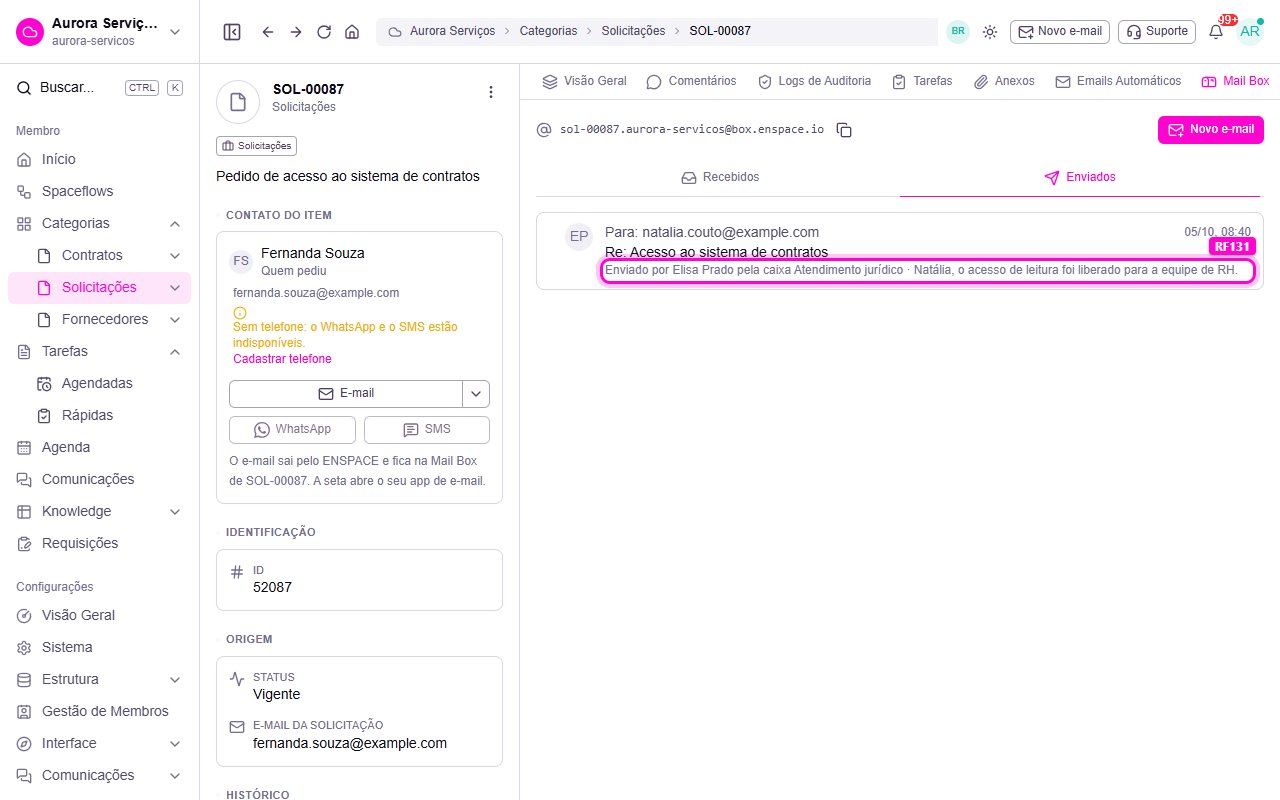 Aurora Serviç...
aurora-servicos
Aurora Serviços
Categorias
Solicitações
SOL-00087
BR
Novo e-mail
Suporte
99+
AR
Buscar...
CTRL
K
Membro
Início
Spaceflows
Categorias
Contratos
Solicitações
Fornecedores
Tarefas
Agendadas
Rápidas
Agenda
Comunicações
Knowledge
Requisições
Configurações
Visão Geral
Sistema
Estrutura
Gestão de Membros
Interface
Comunicações
SOL-00087
Solicitações
Solicitações
Pedido de acesso ao sistema de contratos
CONTATO DO ITEM
FS
Fernanda Souza
Quem pediu
fernanda.souza@example.com
Sem telefone: o WhatsApp e o SMS estão
indisponíveis.
Cadastrar telefone
E-mail
WhatsApp
SMS
O e-mail sai pelo ENSPACE e fica na Mail Box
de SOL-00087. A seta abre o seu app de e-mail.
IDENTIFICAÇÃO
ID
52087
ORIGEM
STATUS
Vigente
E-MAIL DA SOLICITAÇÃO
fernanda.souza@example.com
HISTÓRICO
Visão Geral
Comentários
Logs de Auditoria
Tarefas
Anexos
Emails Automáticos
Mail Box
sol-00087.aurora-servicos@box.enspace.io
Novo e-mail
Recebidos
Enviados
EP
Para: natalia.couto@example.com
05/10, 08:40
Re: Acesso ao sistema de contratos
RF131
Enviado por Elisa Prado pela caixa Atendimento jurídico · Natália, o acesso de leitura foi liberado para a equipe de RH.